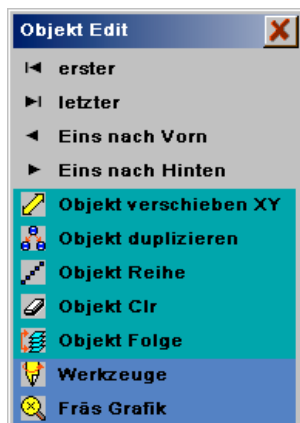 Objekt Edit
erster
letzter
Eins nach Vorn
Eins nach Hinten
Objekt verschieben XY
Objekt duplizieren
Objekt Reihe
Objekt Clr
Objekt Folge
Werkzeuge
Fräs Grafik